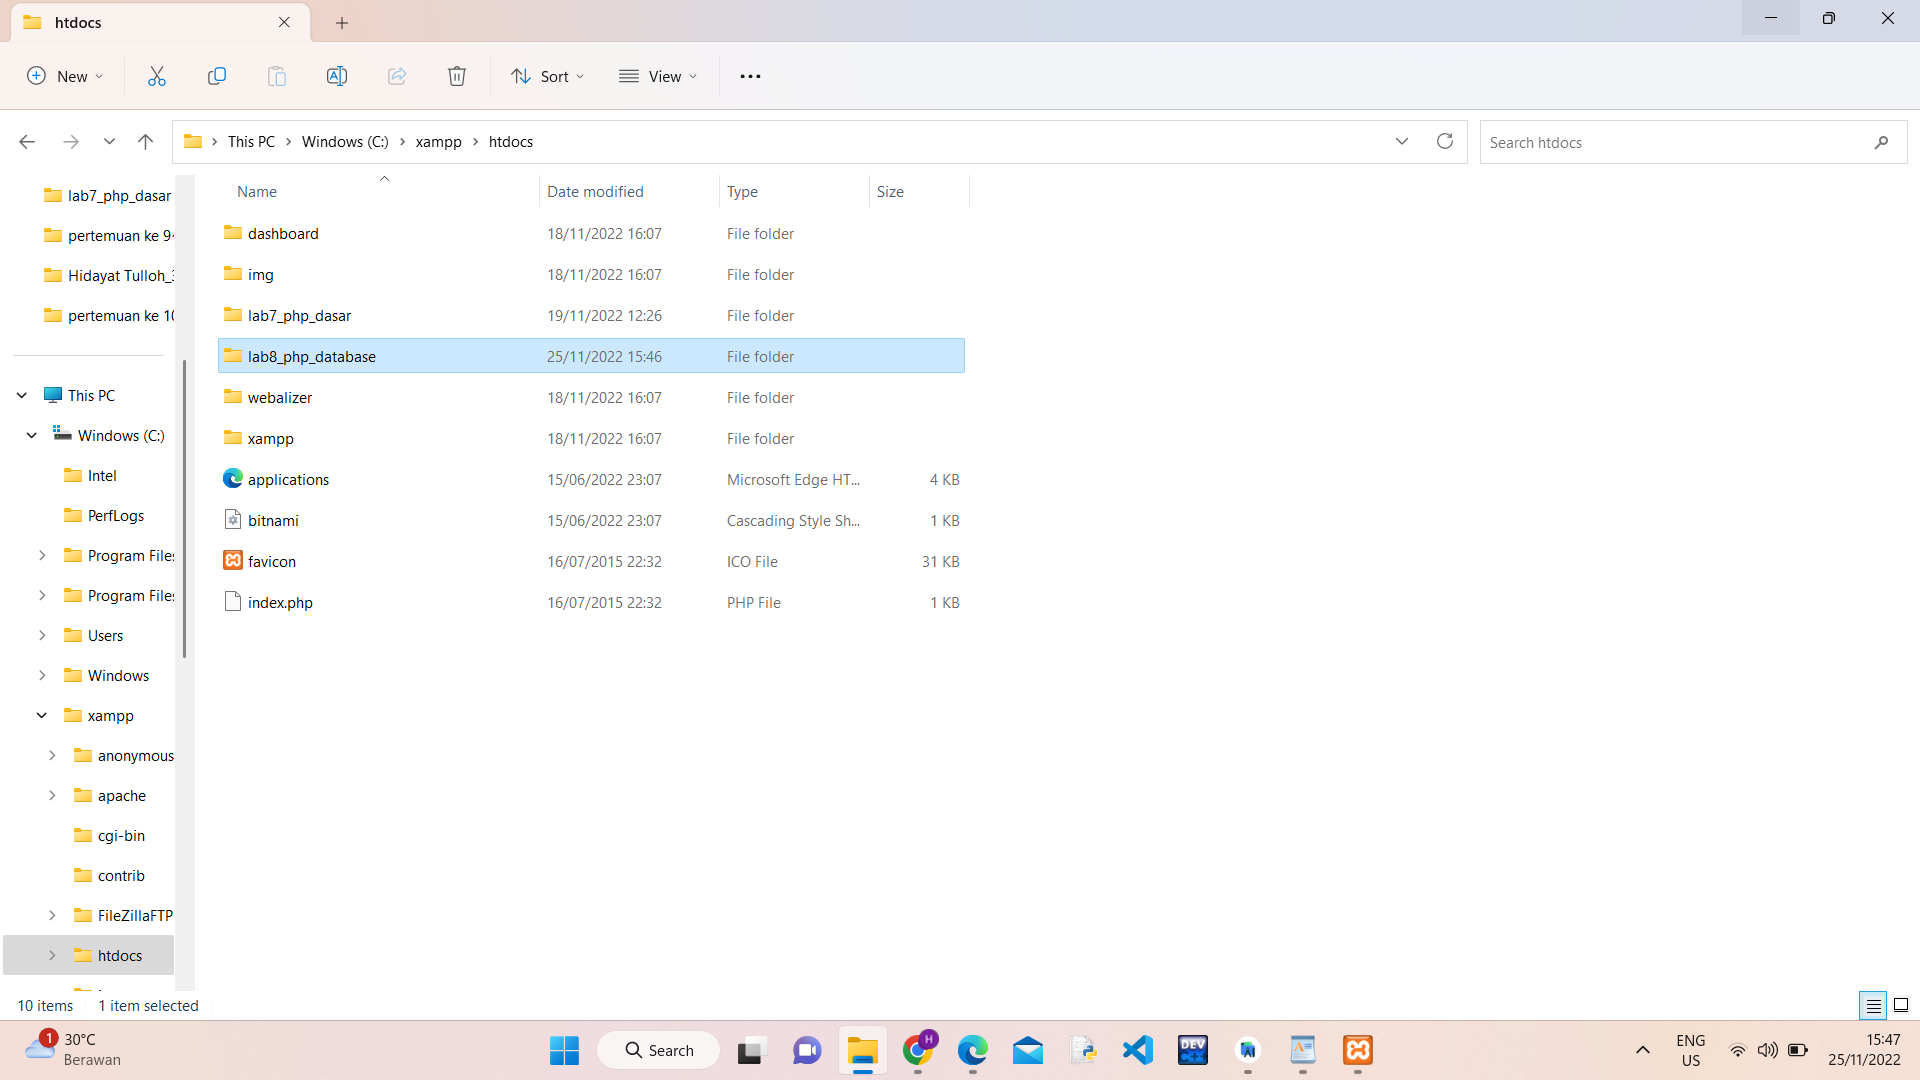 htdocs
New
Sort
View
This PC
Windows (C:)
xampp
htdocs
Search htdocs
lab7_php_dasar
pertemuan ke 9
Hidayat Tulloh_
pertemuan ke 10
This PC
Windows (C:)
Intel
PerfLogs
Program Files
Program Files
Users
Windows
xampp
anonymous
apache
cgi-bin
contrib
FileZillaFTP
htdocs
Name Date modified Type Size
dashboard 18/11/2022 16:07 File folder
img 18/11/2022 16:07 File folder
lab7_php_dasar 19/11/2022 12:26 File folder
lab8_php_database 25/11/2022 15:46 File folder
webalizer 18/11/2022 16:07 File folder
xampp 18/11/2022 16:07 File folder
applications 15/06/2022 23:07 Microsoft Edge HT... 4 KB
bitnami 15/06/2022 23:07 Cascading Style Sh... 1 KB
favicon 16/07/2015 22:32 ICO File 31 KB
index.php 16/07/2015 22:32 PHP File 1 KB
10 items 1 item selected
1
30°C
Berawan
Search
H
DEV
C++
ENG
US
15:47
25/11/2022